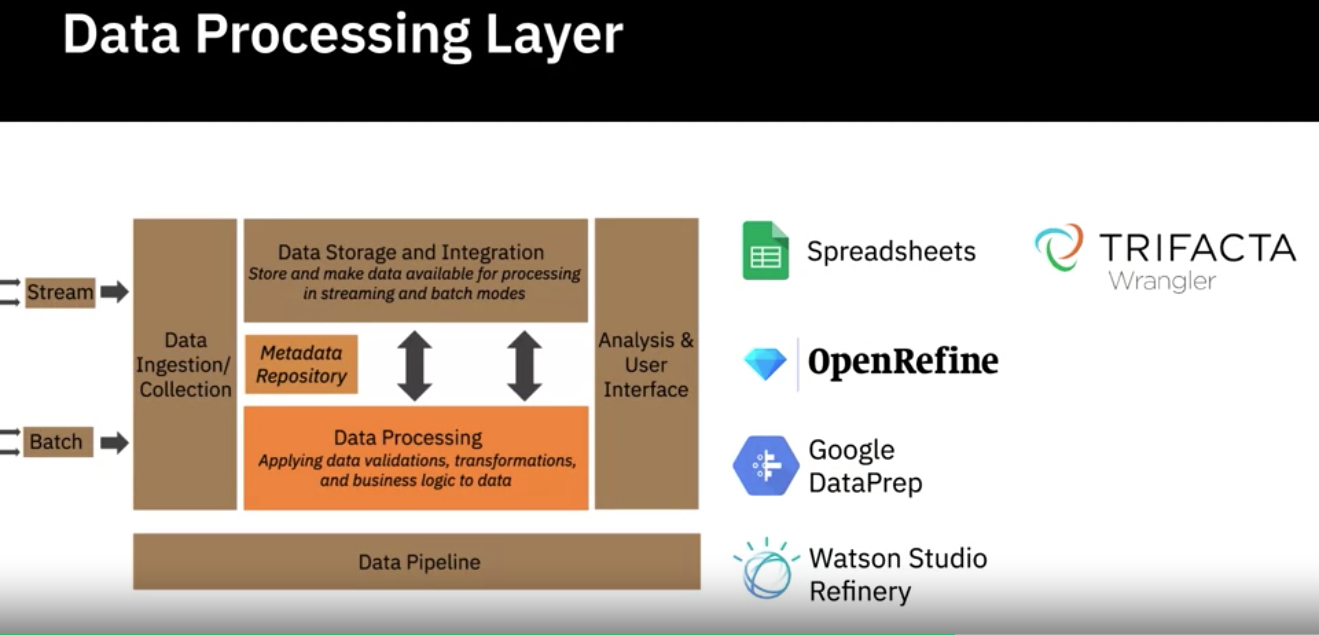 Data Processing Layer
Stream
Batch
Data
Ingestion/
Collection
Data Storage and Integration
Store and make data available for processing
in streaming and batch modes
Metadata
Repository
Data Processing
Applying data validations, transformations,
and business logic to data
Analysis &
User
Interface
Data Pipeline
Spreadsheets
TRIFACTA
Wrangler
OpenRefine
Google
DataPrep
Watson Studio
Refinery